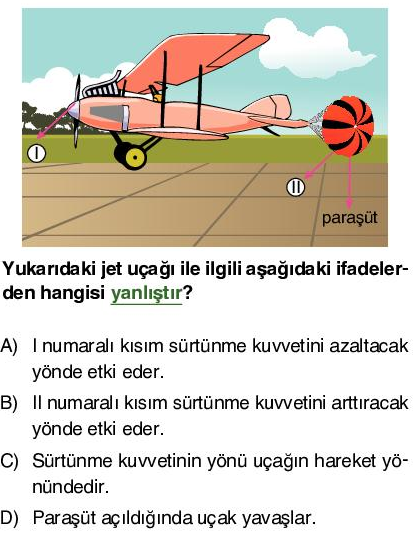 I
II
paraşüt
Yukarıdaki jet uçağı ile ilgili aşağıdaki ifadeler-
den hangisi yanlıştır?
A) I numaralı kısım sürtünme kuvvetini azaltacak
yönde etki eder.
B) II numaralı kısım sürtünme kuvvetini arttıracak
yönde etki eder.
C) Sürtünme kuvvetinin yönü uçağın hareket yö-
nündedir.
D) Paraşüt açıldığında uçak yavaşlar.